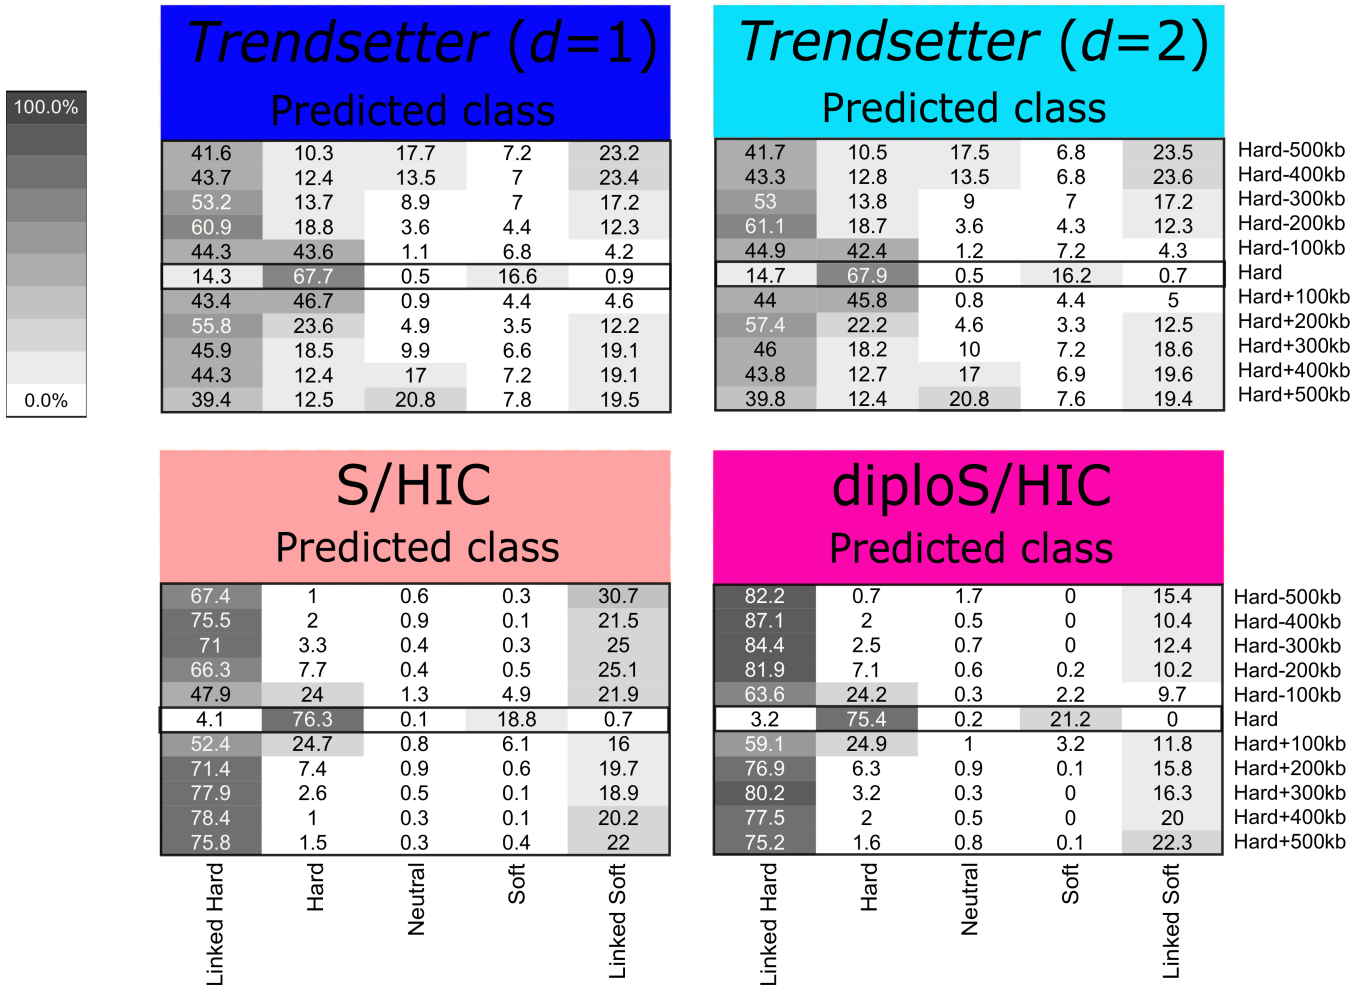 Trendsetter (d=1)
Predicted class
Trendsetter (d=2)
Predicted class
100.0%
0.0%
41.6 10.3 17.7 7.2 23.2
43.7 12.4 13.5 7 23.4
53.2 13.7 8.9 7 17.2
60.9 18.8 3.6 4.4 12.3
44.3 43.6 1.1 6.8 4.2
14.3 67.7 0.5 16.6 0.9
43.4 46.7 0.9 4.4 4.6
55.8 23.6 4.9 3.5 12.2
45.9 18.5 9.9 6.6 19.1
44.3 12.4 17 7.2 19.1
39.4 12.5 20.8 7.8 19.5
41.7 10.5 17.5 6.8 23.5 Hard-500kb
43.3 12.8 13.5 6.8 23.6 Hard-400kb
53 13.8 9 7 17.2 Hard-300kb
61.1 18.7 3.6 4.3 12.3 Hard-200kb
44.9 42.4 1.2 7.2 4.3 Hard-100kb
14.7 67.9 0.5 16.2 0.7 Hard
44 45.8 0.8 4.4 5 Hard+100kb
57.4 22.2 4.6 3.3 12.5 Hard+200kb
46 18.2 10 7.2 18.6 Hard+300kb
43.8 12.7 17 6.9 19.6 Hard+400kb
39.8 12.4 20.8 7.6 19.4 Hard+500kb
S/HIC
Predicted class
67.4 1 0.6 0.3 30.7
75.5 2 0.9 0.1 21.5
71 3.3 0.4 0.3 25
66.3 7.7 0.4 0.5 25.1
47.9 24 1.3 4.9 21.9
4.1 76.3 0.1 18.8 0.7
52.4 24.7 0.8 6.1 16
71.4 7.4 0.9 0.6 19.7
77.9 2.6 0.5 0.1 18.9
78.4 1 0.3 0.1 20.2
75.8 1.5 0.3 0.4 22
Linked Hard
Hard
Neutral
Soft
Linked Soft
diploS/HIC
Predicted class
82.2 0.7 1.7 0 15.4 Hard-500kb
87.1 2 0.5 0 10.4 Hard-400kb
84.4 2.5 0.7 0 12.4 Hard-300kb
81.9 7.1 0.6 0.2 10.2 Hard-200kb
63.6 24.2 0.3 2.2 9.7 Hard-100kb
3.2 75.4 0.2 21.2 0 Hard
59.1 24.9 1 3.2 11.8 Hard+100kb
76.9 6.3 0.9 0.1 15.8 Hard+200kb
80.2 3.2 0.3 0 16.3 Hard+300kb
77.5 2 0.5 0 20 Hard+400kb
75.2 1.6 0.8 0.1 22.3 Hard+500kb
Linked Hard
Hard
Neutral
Soft
Linked Soft